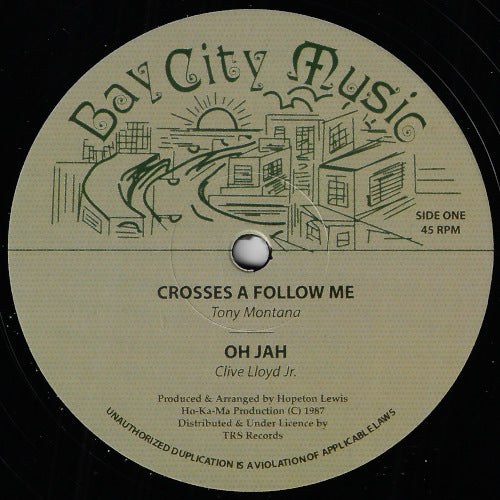 Bay City Music
SIDE ONE
45 RPM
CROSSES A FOLLOW ME
Tony Montana
OH JAH
Clive Lloyd Jr.
Produced & Arranged by Hopeton Lewis
Ho-Ka-Ma Production (C) 1987
Distributed & Under Licence by
TRS Records
UNAUTHORIZED DUPLICATION IS A VIOLATION OF APPLICABLE LAWS